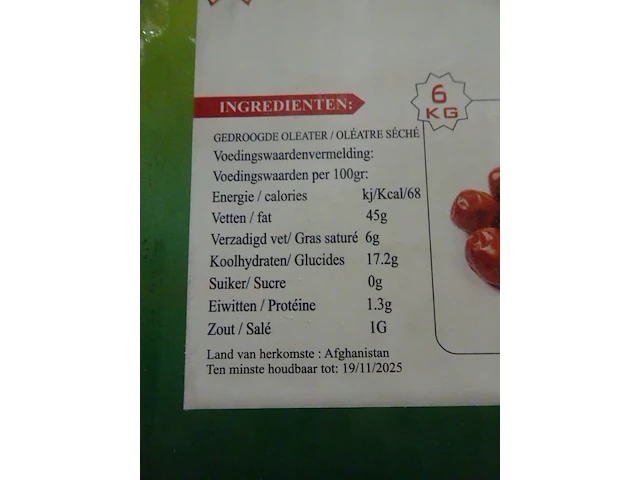 INGREDIENTEN:
6
KG
GEDROOGDE OLEATER / OLÉATRE SÉCHÉ
Voedingswaardenvermelding:
Voedingswaarden per 100gr:
Energie / calories kj/Kcal/68
Vetten / fat 45g
Verzadigd vet/ Gras saturé 6g
Koolhydraten/ Glucides 17.2g
Suiker/ Sucre 0g
Eiwitten / Protéine 1.3g
Zout / Salé 1G
Land van herkomste : Afghanistan
Ten minste houdbaar tot: 19/11/2025